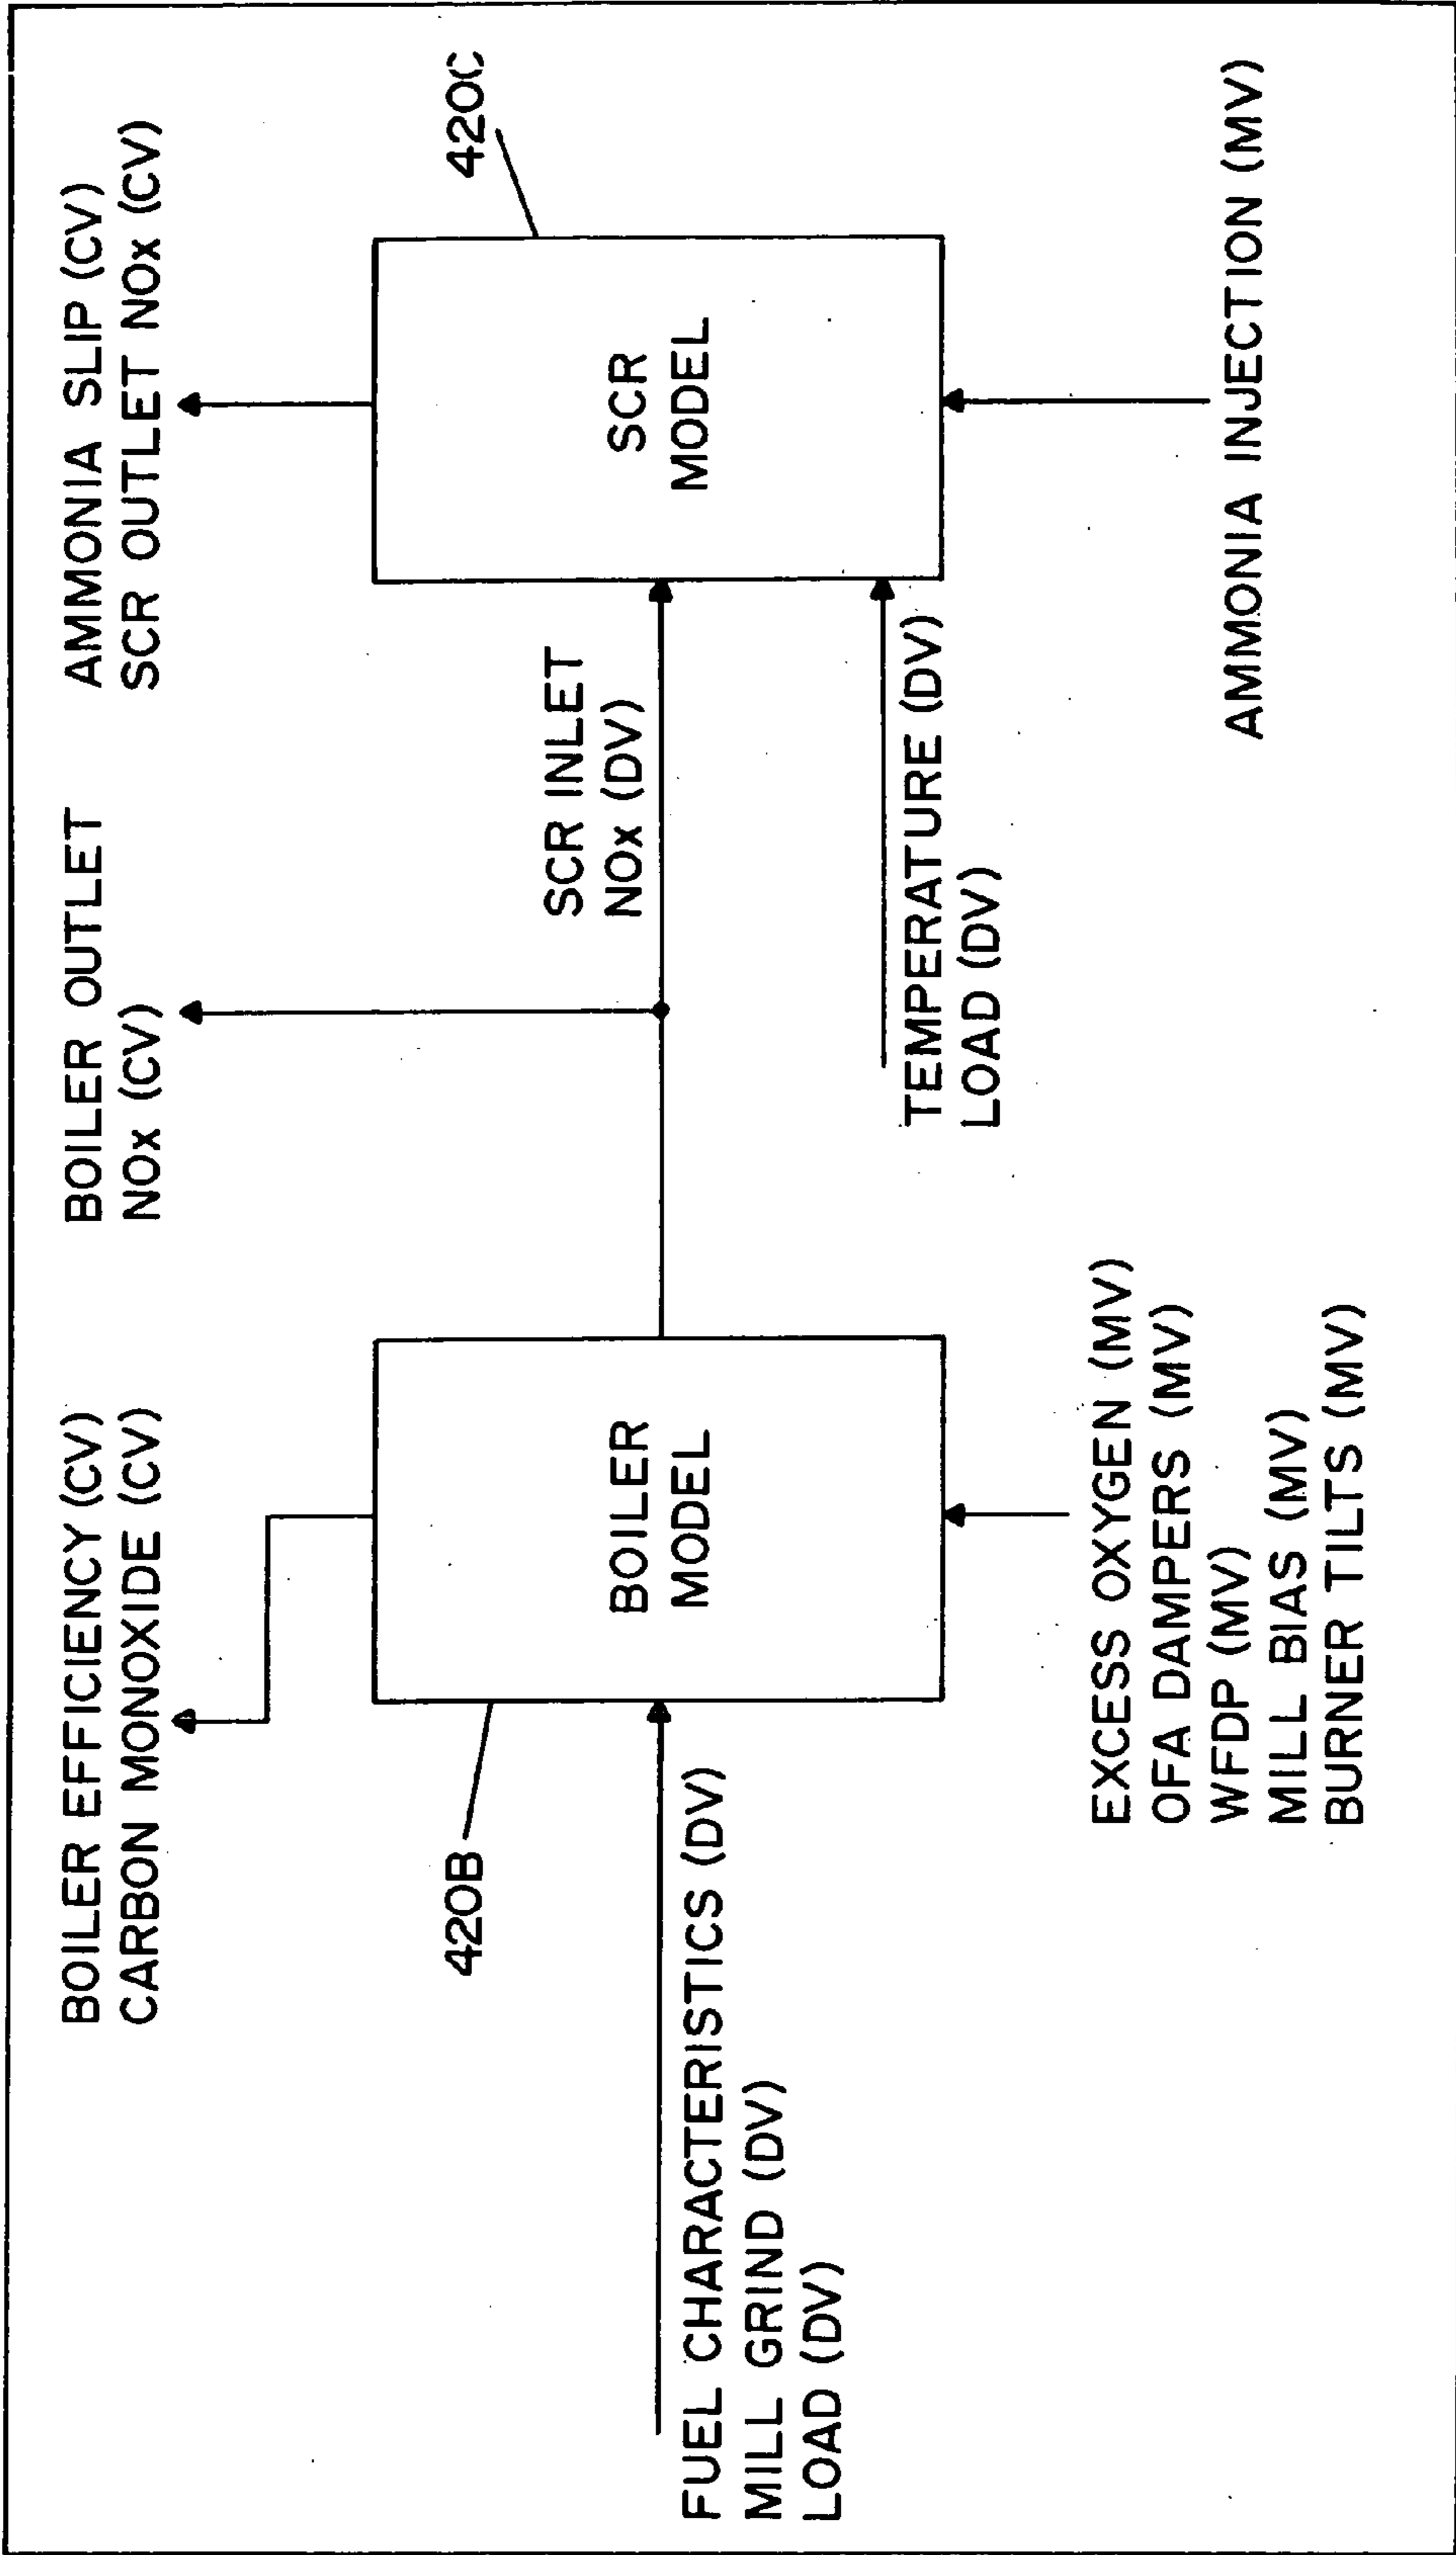 BOILER EFFICIENCY (CV)
CARBON MONOXIDE (CV)
BOILER OUTLET
NOx (CV)
AMMONIA SLIP (CV)
SCR OUTLET NOx (CV)
420B
BOILER
MODEL
FUEL CHARACTERISTICS (DV)
MILL GRIND (DV)
LOAD (DV)
EXCESS OXYGEN (MV)
OFA DAMPERS (MV)
WFDP (MV)
MILL BIAS (MV)
BURNER TILTS (MV)
SCR INLET
NOx (DV)
TEMPERATURE (DV)
LOAD (DV)
420C
SCR
MODEL
AMMONIA INJECTION (MV)